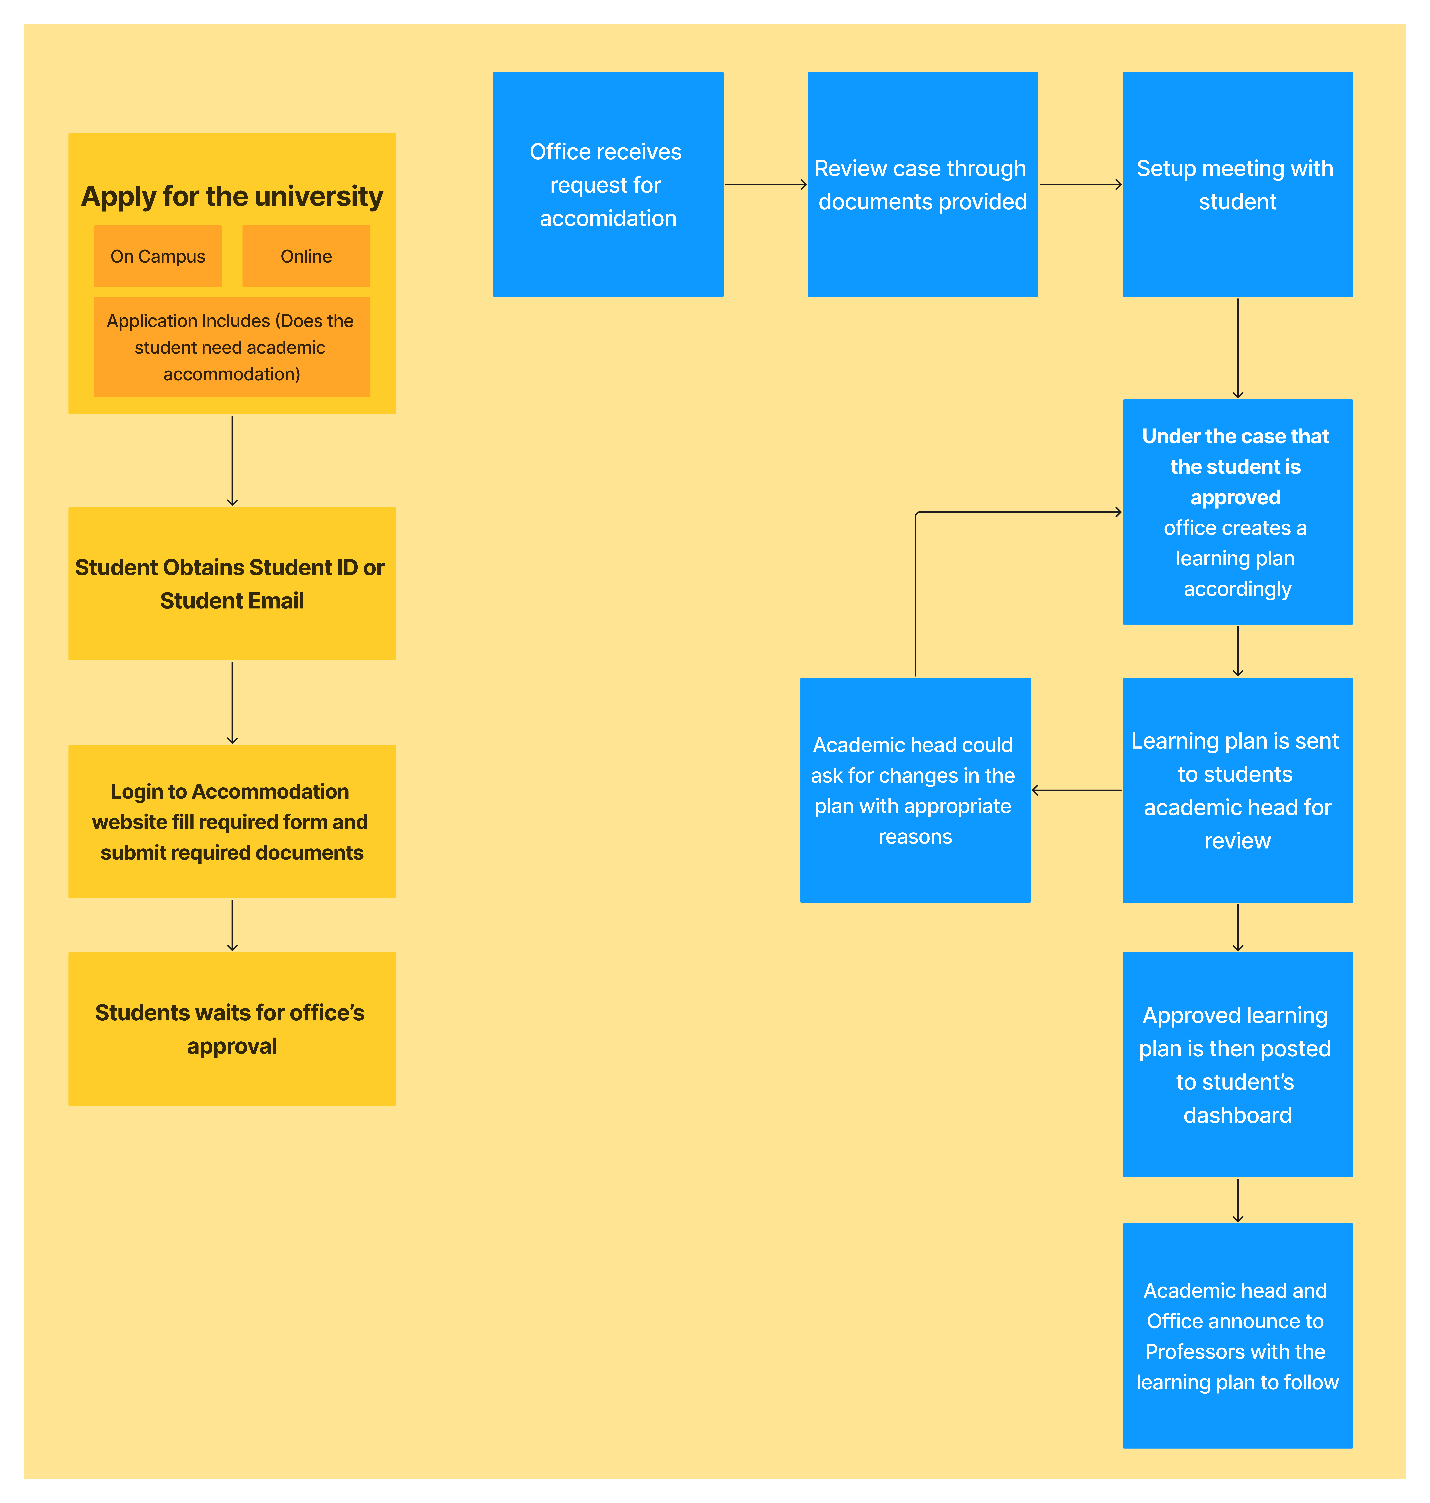 Apply for the university
On Campus
Online
Application Includes (Does the
student need academic
accommodation)
Student Obtains Student ID or
Student Email
Login to Accommodation
website fill required form and
submit required documents
Students waits for office’s
approval
Office receives
request for
accomidation
Review case through
documents provided
Setup meeting with
student
Under the case that
the student is
approved
office creates a
learning plan
accordingly
Learning plan is sent
to students
academic head for
review
Academic head could
ask for changes in the
plan with appropriate
reasons
Approved learning
plan is then posted
to student’s
dashboard
Academic head and
Office announce to
Professors with the
learning plan to follow